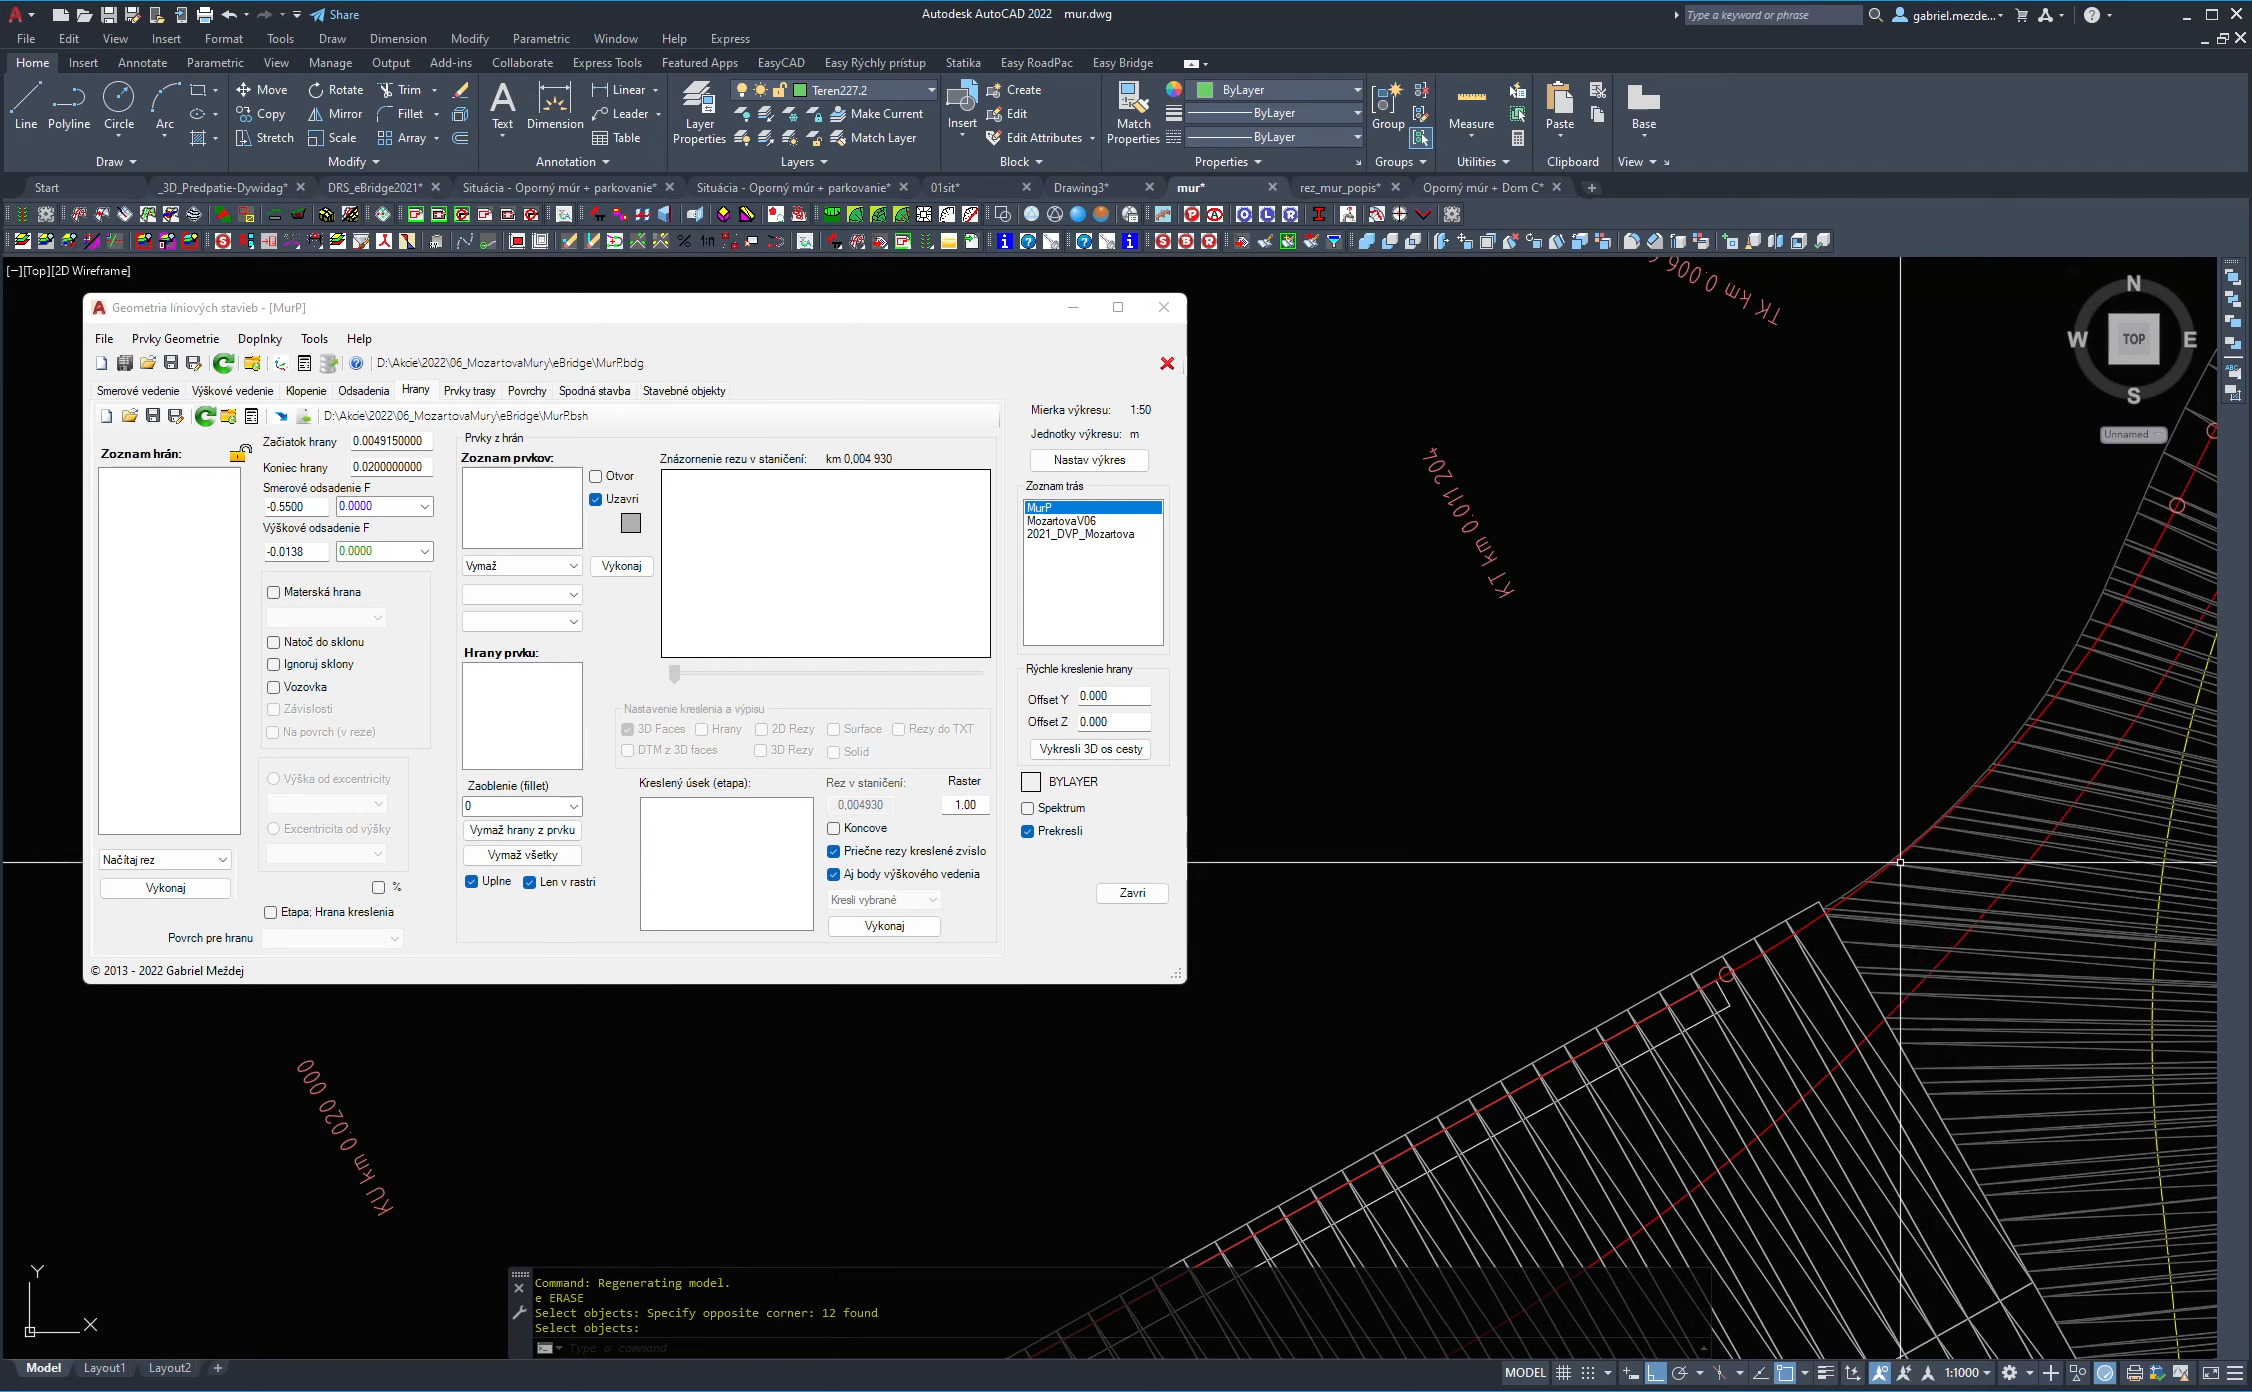 Share
Autodesk AutoCAD 2022 mur.dwg
Type a keyword or phrase
gabriel.mezde...
File Edit View Insert Format Tools Draw Dimension Modify Parametric Window Help Express
Home Insert Annotate Parametric View Manage Output Add-ins Collaborate Express Tools Featured Apps EasyCAD Easy Rýchly prístup Statika Easy RoadPac Easy Bridge
Line Polyline Circle Arc
Move Rotate Trim
Copy Mirror Fillet
Stretch Scale Array
Text Dimension
Linear
Leader
Table
Layer Properties
Teren227.2
Make Current
Match Layer
Insert
Create
Edit
Edit Attributes
Match Properties
ByLayer
ByLayer
ByLayer
Group
Measure
Paste
Base
Draw Modify Annotation Layers Block Properties Groups Utilities Clipboard View
Start _3D_Predpatie-Dywidag* DRS_eBridge2021* Situácia - Oporný múr + parkovanie* Situácia - Oporný múr + parkovanie* 01sit* Drawing3* mur* rez_mur_popis* Oporný múr + Dom C*
[−][Top][2D Wireframe]
Geometria líniových stavieb - [MurP]
File Prvky Geometrie Doplnky Tools Help
D:\Akcie\2022\06_MozartovaMury\eBridge\MurP.bdg
Smerové vedenie Výškové vedenie Klopenie Odsadenia Hrany Prvky trasy Povrchy Spodná stavba Stavebné objekty
D:\Akcie\2022\06_MozartovaMury\eBridge\MurP.bsh
Zoznam hrán:
Načítaj rez
Vykonaj
Začiatok hrany 0.0049150000
Koniec hrany 0.0200000000
Smerové odsadenie F
-0.5500 0.0000
Výškové odsadenie F
-0.0138 0.0000
Materská hrana
Natoč do sklonu
Ignoruj sklony
Vozovka
Závislosti
Na povrch (v reze)
Výška od excentricity
Excentricita od výšky
%
Etapa; Hrana kreslenia
Povrch pre hranu
Prvky z hrán
Zoznam prvkov:
Otvor
Uzavri
Vymaž
Vykonaj
Hrany prvku:
Zaoblenie (fillet)
0
Vymaž hrany z prvku
Vymaž všetky
Uplne Len v rastri
Znázornenie rezu v staničení: km 0,004 930
Nastavenie kreslenia a výpisu
3D Faces Hrany 2D Rezy Surface Rezy do TXT
DTM z 3D faces 3D Rezy Solid
Kreslený úsek (etapa):
Rez v staničení: Raster
0,004930 1.00
Koncove
Priečne rezy kreslené zvislo
Aj body výškového vedenia
Kresli vybrané
Vykonaj
Mierka výkresu: 1:50
Jednotky výkresu: m
Nastav výkres
Zoznam trás
MurP
MozartovaV06
2021_DVP_Mozartova
Rýchle kreslenie hrany
Offset Y 0.000
Offset Z 0.000
Vykresli 3D os cesty
BYLAYER
Spektrum
Prekresli
Zavri
© 2013 - 2022 Gabriel Meždej
KT km 0.011 204
KU km 0.020 000
N
W TOP E
S
Unnamed
Y
X
Command: Regenerating model.
e ERASE
Select objects: Specify opposite corner: 12 found
Select objects:
Type a command
Model Layout1 Layout2
MODEL
1:1000